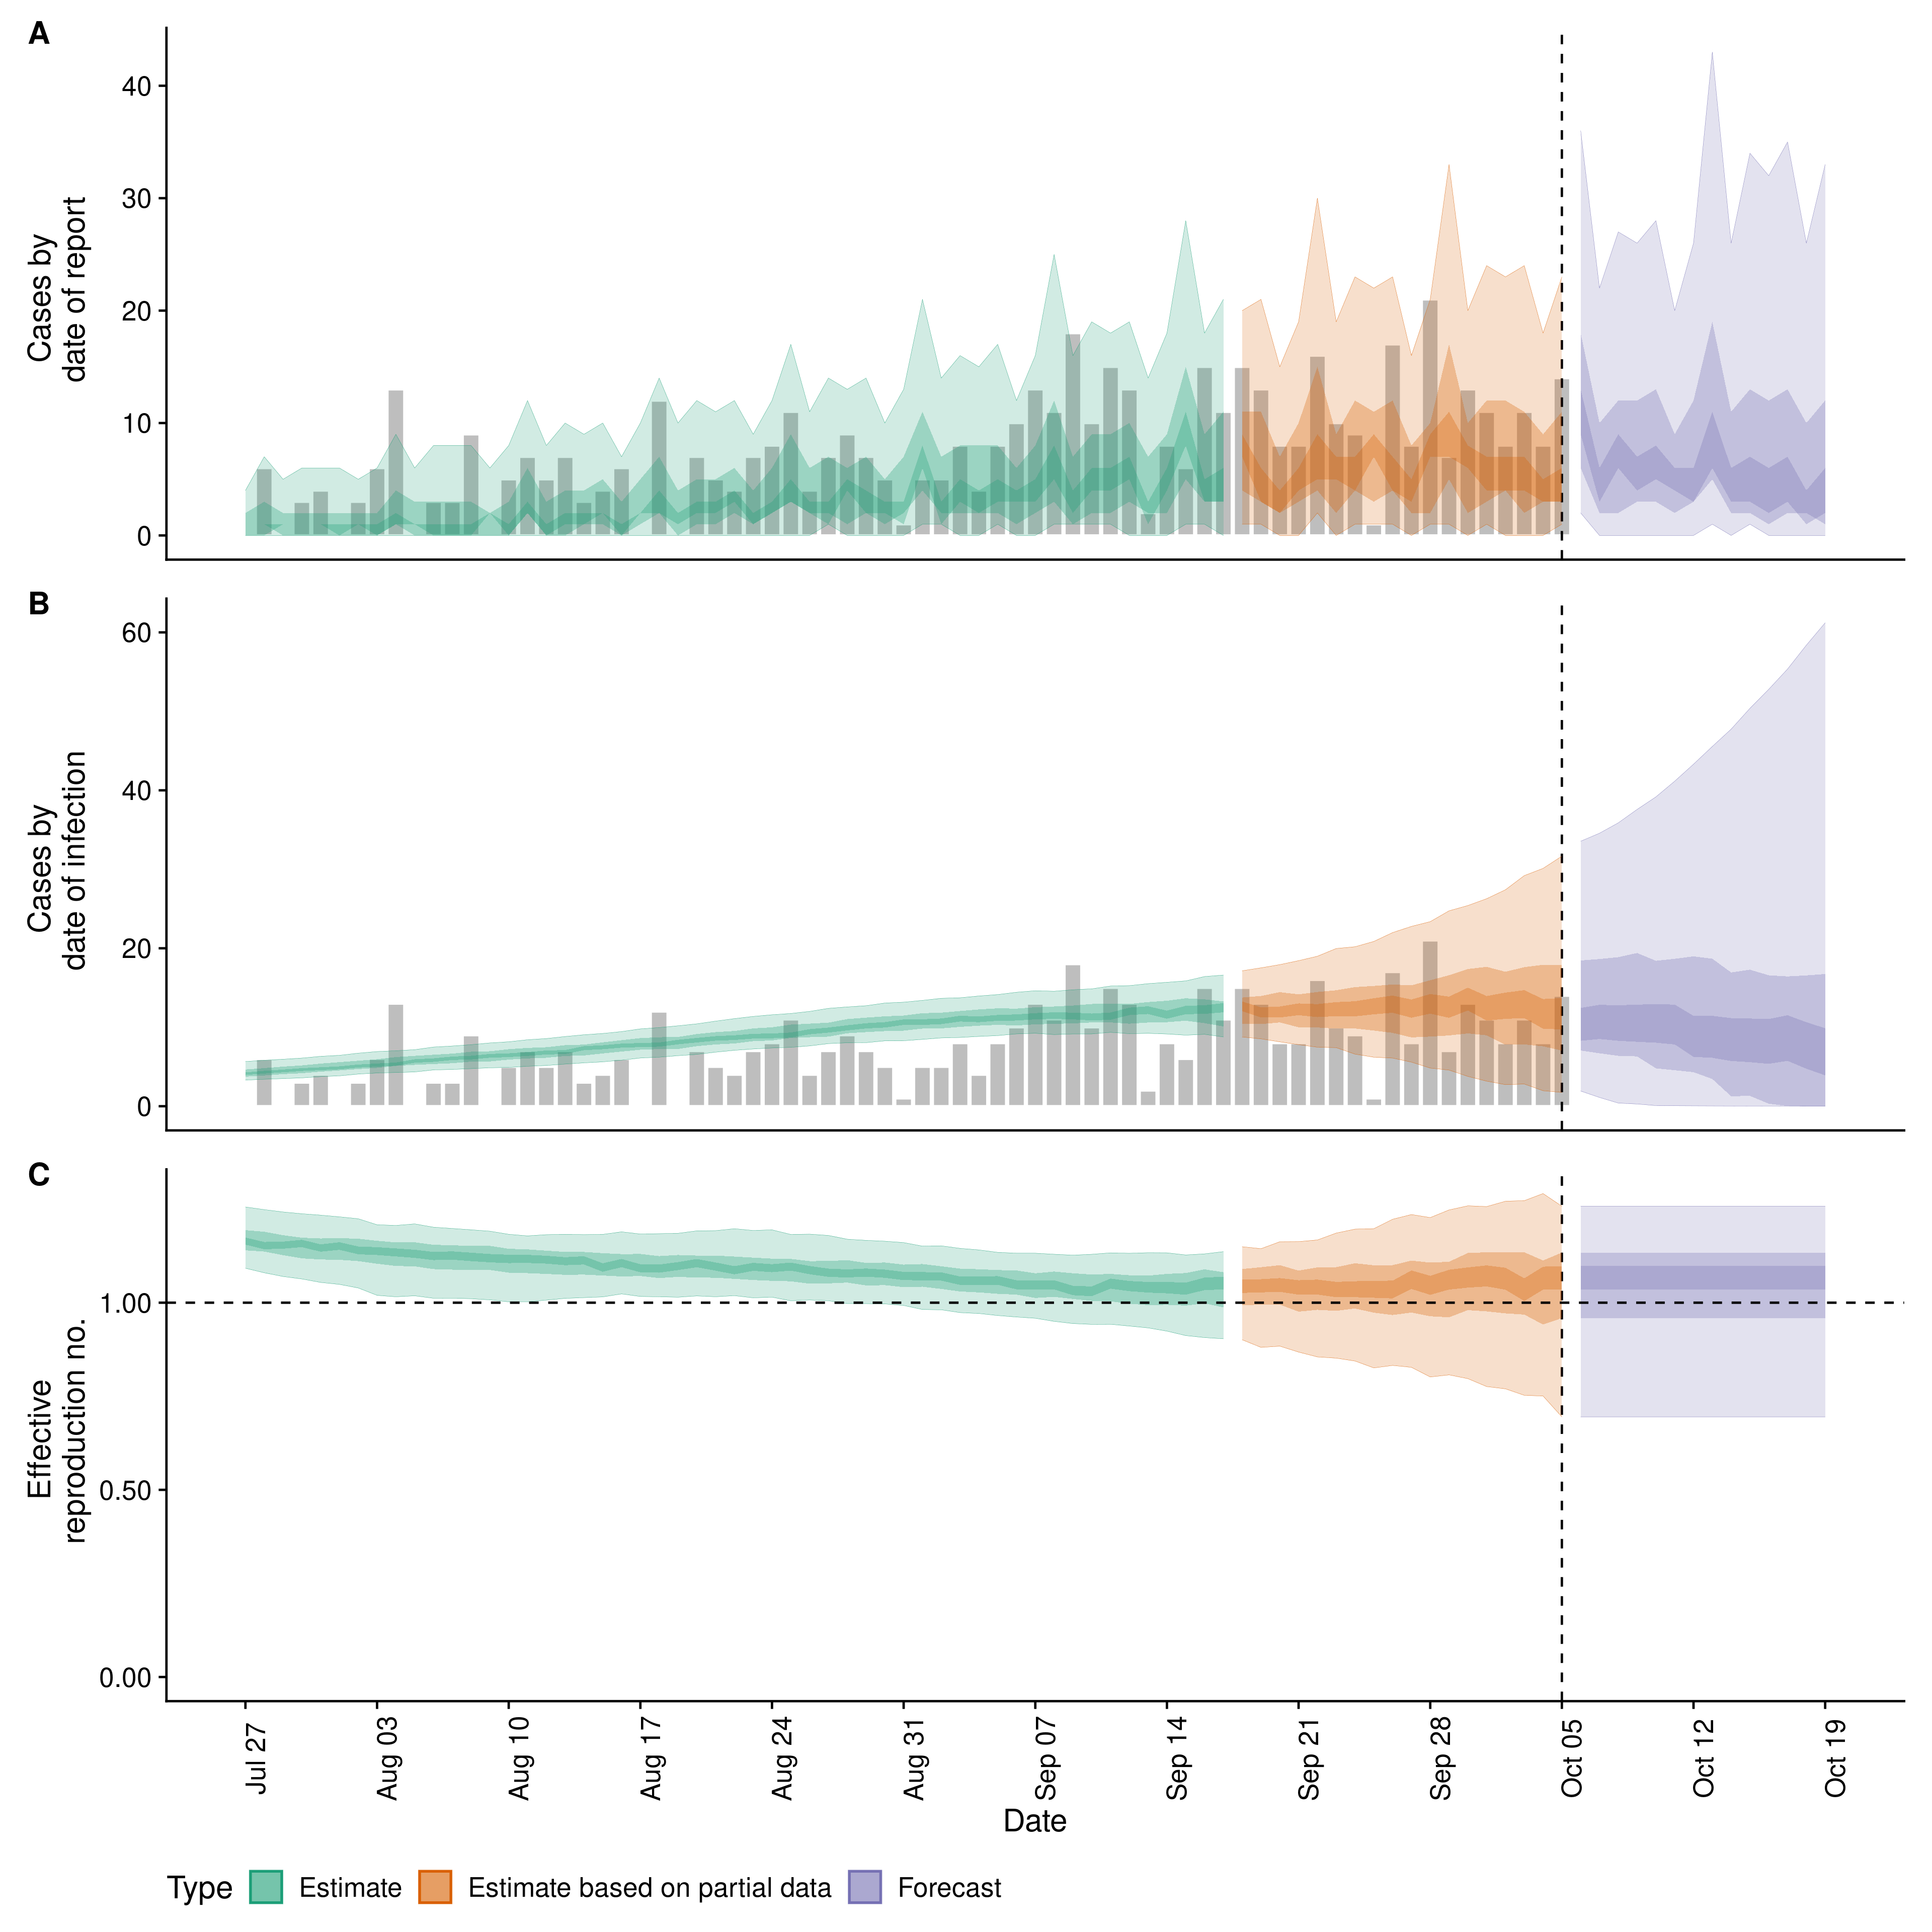 A
Cases by
date of report
40
30
20
10
0
B
Cases by
date of infection
60
40
20
0
C
Effective
reproduction no.
1.00
0.50
0.00
Jul 27
Aug 03
Aug 10
Aug 17
Aug 24
Aug 31
Sep 07
Sep 14
Sep 21
Sep 28
Oct 05
Oct 12
Oct 19
Date
Type Estimate Estimate based on partial data Forecast